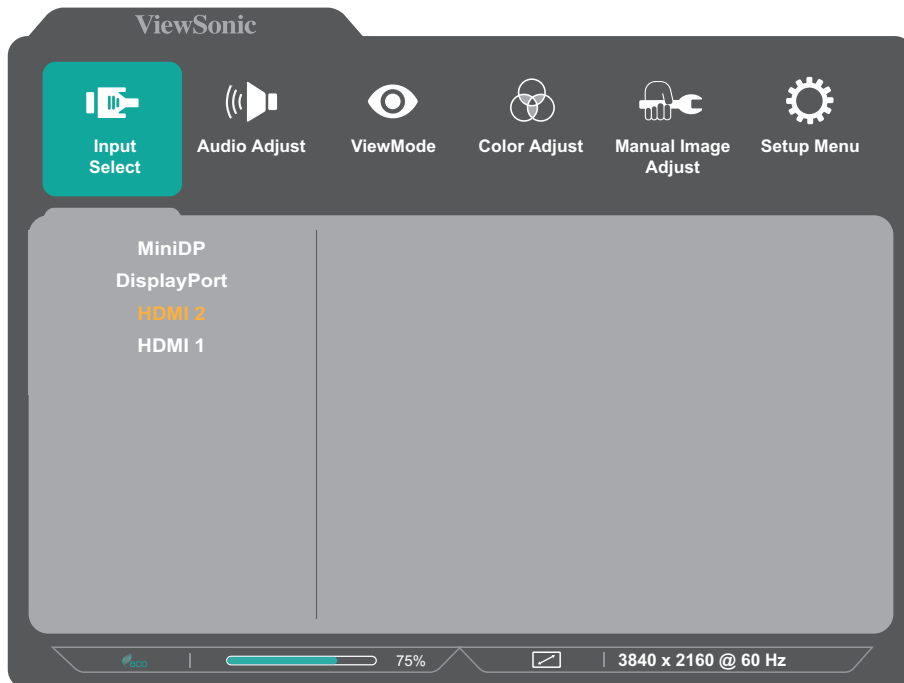 ViewSonic
Input
Select
Audio Adjust
ViewMode
Color Adjust
Manual Image
Adjust
Setup Menu
MiniDP
DisplayPort
HDMI 2
HDMI 1
eco
75%
3840 x 2160 @ 60 Hz